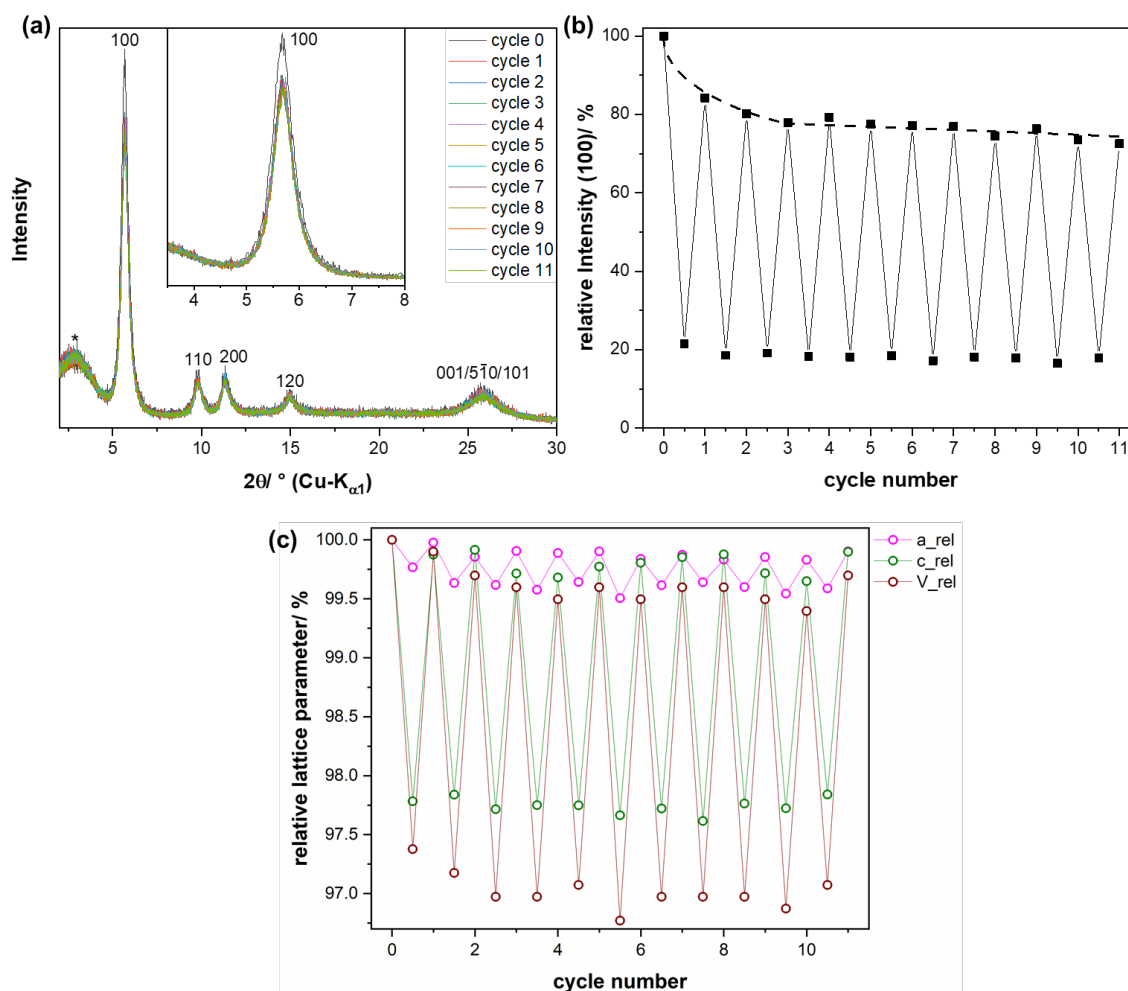 (a)
100
100
cycle 0
cycle 1
cycle 2
cycle 3
cycle 4
cycle 5
cycle 6
cycle 7
cycle 8
cycle 9
cycle 10
cycle 11
4 5 6 7 8
*
110
200
120
001/51̄0/101
Intensity
5 10 15 20 25 30
2θ/ ° (Cu-Kα1)
(b)
relative Intensity (100)/ %
100
80
60
40
20
0
0 1 2 3 4 5 6 7 8 9 10 11
cycle number
(c)
a_rel
c_rel
V_rel
relative lattice parameter/ %
100.0
99.5
99.0
98.5
98.0
97.5
97.0
0 2 4 6 8 10
cycle number